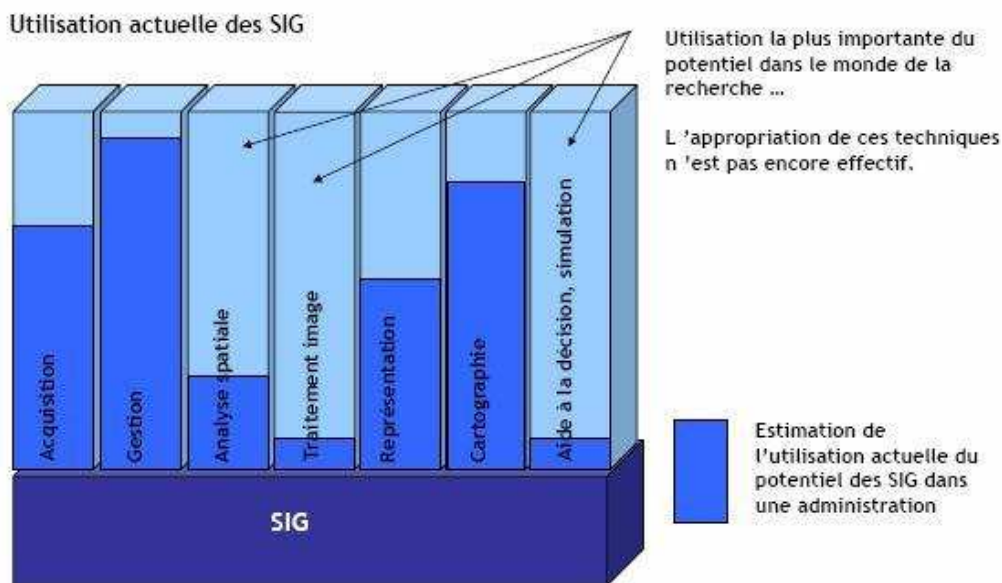 Utilisation actuelle des SIG
Utilisation la plus importante du
potentiel dans le monde de la
recherche ...
L 'appropriation de ces techniques
n 'est pas encore effectif.
Acquisition
Gestion
Analyse spatiale
Traitement image
Représentation
Cartographie
Aide à la décision, simulation
SIG
Estimation de
l'utilisation actuelle du
potentiel des SIG dans
une administration